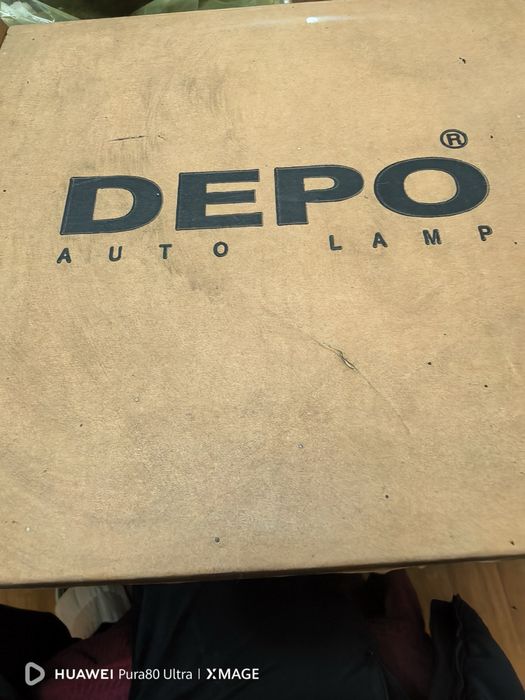 DEPO®
AUTO LAMP
HUAWEI Pura80 Ultra | XMAGE